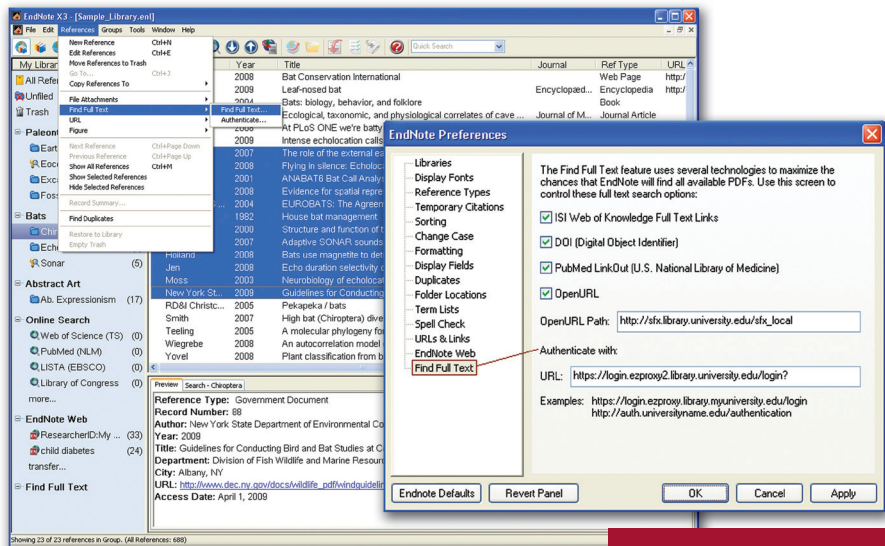 EndNote X3 - [Sample_Library.enl]
File Edit References Groups Tools Window Help
Quick Search
New Reference Ctrl+N
Edit References Ctrl+E
Move References to Trash
Go To... Ctrl+J
Copy References To
File Attachments
Find Full Text
URL
Figure
Next Reference Ctrl+Page Down
Previous Reference Ctrl+Page Up
Show All References Ctrl+M
Show Selected References
Hide Selected References
Record Summary...
Find Duplicates
Restore to Library
Empty Trash
Find Full Text...
Authenticate...
My Librar
All Refer
Unfiled
Trash
Paleont
Eart
Eoc
Exc
Foss
Bats
Chir
Echo
Sonar (5)
Abstract Art
Ab. Expressionism (17)
Online Search
Web of Science (TS) (0)
PubMed (NLM) (0)
LISTA (EBSCO) (0)
Library of Congress (0)
more...
EndNote Web
ResearcherID:My ... (33)
child diabetes (24)
transfer...
Find Full Text
Year Title Journal Ref Type URL
2008 Bat Conservation International Web Page http:/
2009 Leaf-nosed bat Encyclopæd... Encyclopedia http:/
2004 Bats: biology, behavior, and folklore Book
Ecological, taxonomic, and physiological correlates of cave ... Journal of M... Journal Article
At PLoS ONE we're batty
2009 Intense echolocation calls
2007 The role of the external ea
2008 Flying in silence: Echoloc
2001 ANABAT6 Bat Call Analys
2008 Evidence for spatial repre
... 2004 EUROBATS: The Agreen
1982 House bat management
2000 Structure and function of t
2007 Adaptive SONAR sounds
Holland 2008 Bats use magnetite to det
Jen 2008 Echo duration selectivity o
Moss 2003 Neurobiology of echolocat
New York St... 2009 Guidelines for Conducting
RD&I Christc... 2005 Pekapeka / bats
Smith 2007 High bat (Chiroptera) dive
Teeling 2005 A molecular phylogeny for
Wiegrebe 2008 An autocorrelation model
Yovel 2008 Plant classification from b
Preview Search - Chiroptera
Reference Type: Government Document
Record Number: 88
Author: New York State Department of Environmental Co
Year: 2009
Title: Guidelines for Conducting Bird and Bat Studies at C
Department: Division of Fish Wildlife and Marine Resour
City: Albany, NY
URL: http://www.dec.ny.gov/docs/wildlife_pdf/windguidelin
Access Date: April 1, 2009
Showing 23 of 23 references in Group. (All References: 688)
EndNote Preferences
Libraries
Display Fonts
Reference Types
Temporary Citations
Sorting
Change Case
Formatting
Display Fields
Duplicates
Folder Locations
Term Lists
Spell Check
URLs & Links
EndNote Web
Find Full Text
The Find Full Text feature uses several technologies to maximize the
chances that EndNote will find all available PDFs. Use this screen to
control these full text search options:
ISI Web of Knowledge Full Text Links
DOI (Digital Object Identifier)
PubMed LinkOut (U.S. National Library of Medicine)
OpenURL
OpenURL Path: http://sfx.library.university.edu/sfx_local
Authenticate with:
URL: https://login.ezproxy2.library.university.edu/login?
Examples: https://login.ezproxy.library.myuniversity.edu/login
http://auth.universityname.edu/authentication
Endnote Defaults Revert Panel OK Cancel Apply